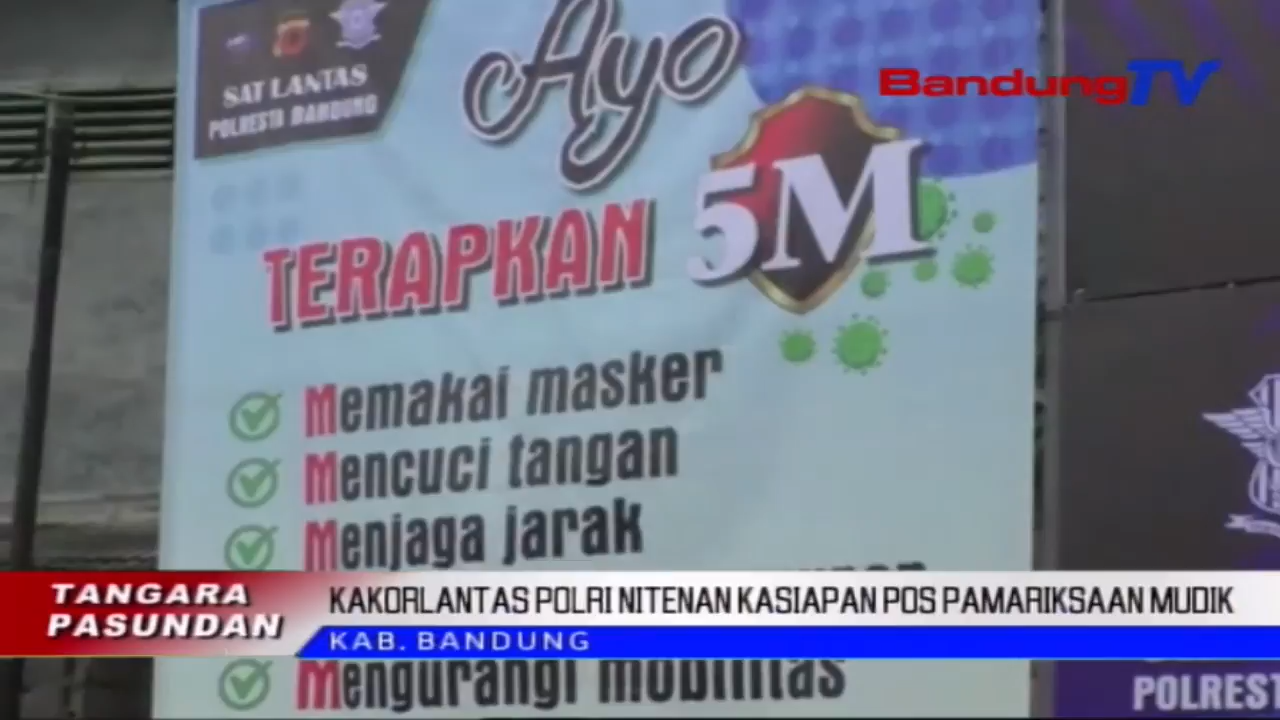 SAT LANTAS
POLRESTA BANDUNG
Ayo
BandungTV
TERAPKAN 5M
Memakai masker
Mencuci tangan
Menjaga jarak
TANGARA
PASUNDAN
KAKORLANTAS POLRI NITENAN KASIAPAN POS PAMARIKSAAN MUDIK
KAB. BANDUNG
Mengurangi mobilitas